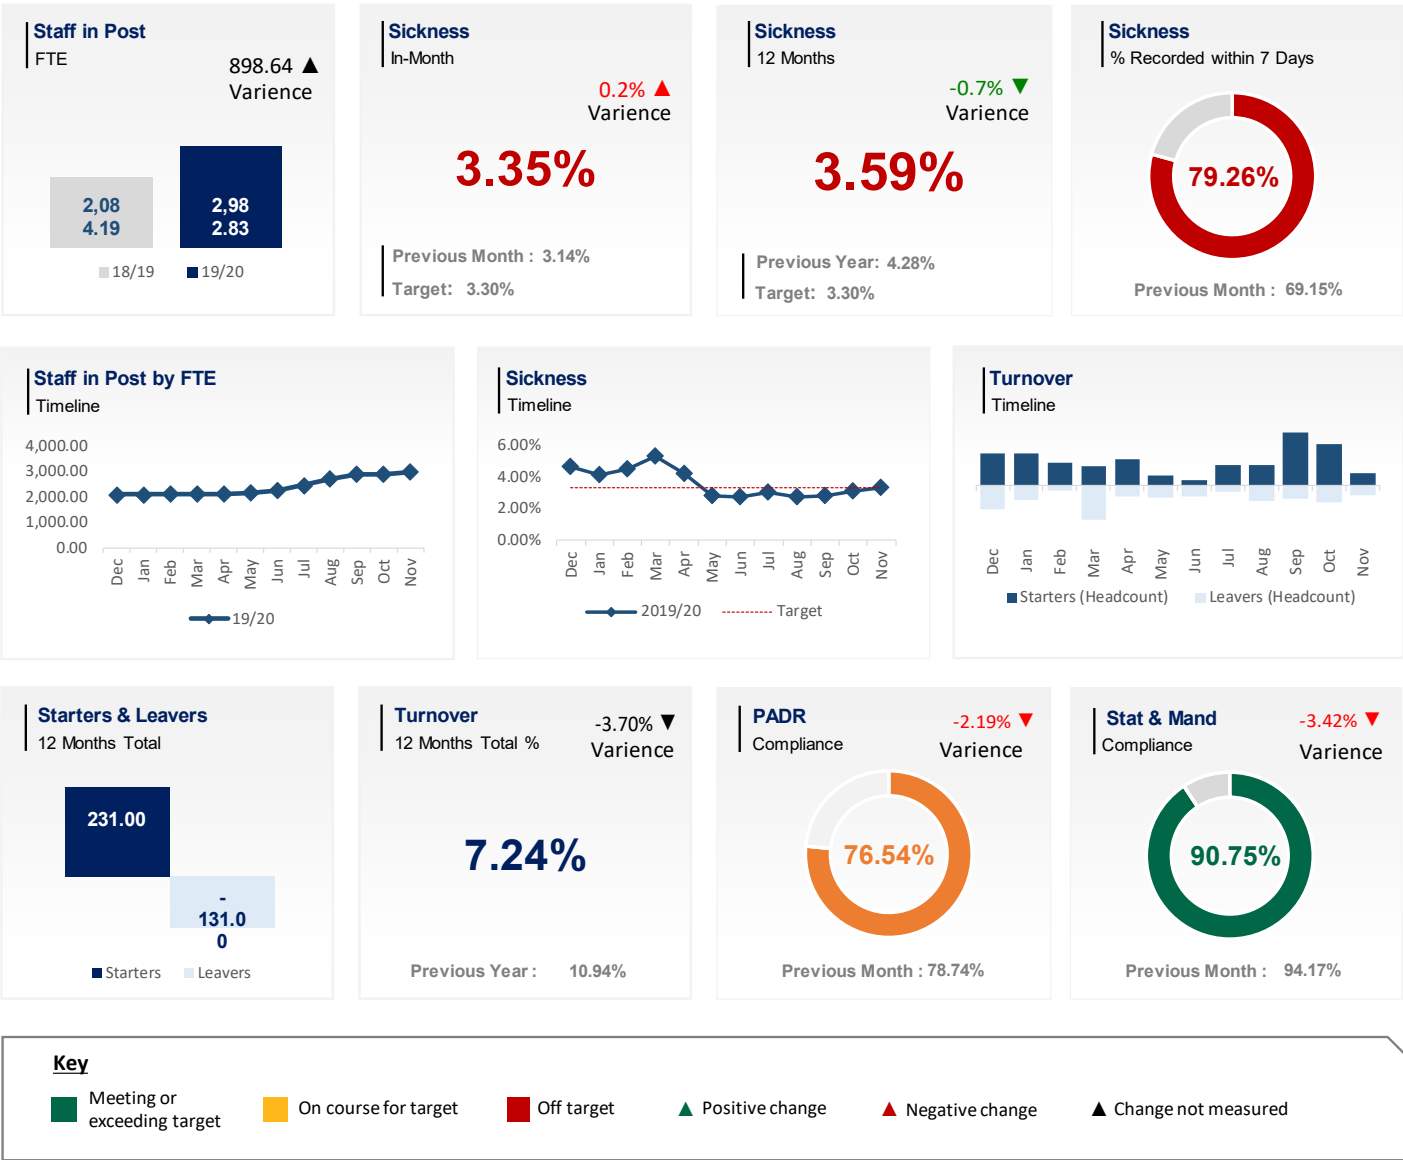 Staff in Post
FTE
898.64 ▲
Varience
2,08
4.19
2,98
2.83
18/19
19/20
Sickness
In-Month
0.2% ▲
Varience
3.35%
Previous Month : 3.14%
Target: 3.30%
Sickness
12 Months
-0.7% ▼
Varience
3.59%
Previous Year: 4.28%
Target: 3.30%
Sickness
% Recorded within 7 Days
79.26%
Previous Month : 69.15%
Staff in Post by FTE
Timeline
4,000.00
3,000.00
2,000.00
1,000.00
0.00
Dec Jan Feb Mar Apr May Jun Jul Aug Sep Oct Nov
19/20
Sickness
Timeline
6.00%
4.00%
2.00%
0.00%
Dec Jan Feb Mar Apr May Jun Jul Aug Sep Oct Nov
2019/20 Target
Turnover
Timeline
Dec Jan Feb Mar Apr May Jun Jul Aug Sep Oct Nov
Starters (Headcount) Leavers (Headcount)
Starters & Leavers
12 Months Total
231.00
-
131.0
0
Starters Leavers
Turnover
12 Months Total %
-3.70% ▼
Varience
7.24%
Previous Year : 10.94%
PADR
Compliance
-2.19% ▼
Varience
76.54%
Previous Month : 78.74%
Stat & Mand
Compliance
-3.42% ▼
Varience
90.75%
Previous Month : 94.17%
Key
Meeting or
exceeding target
On course for target
Off target
▲ Positive change
▲ Negative change
▲ Change not measured